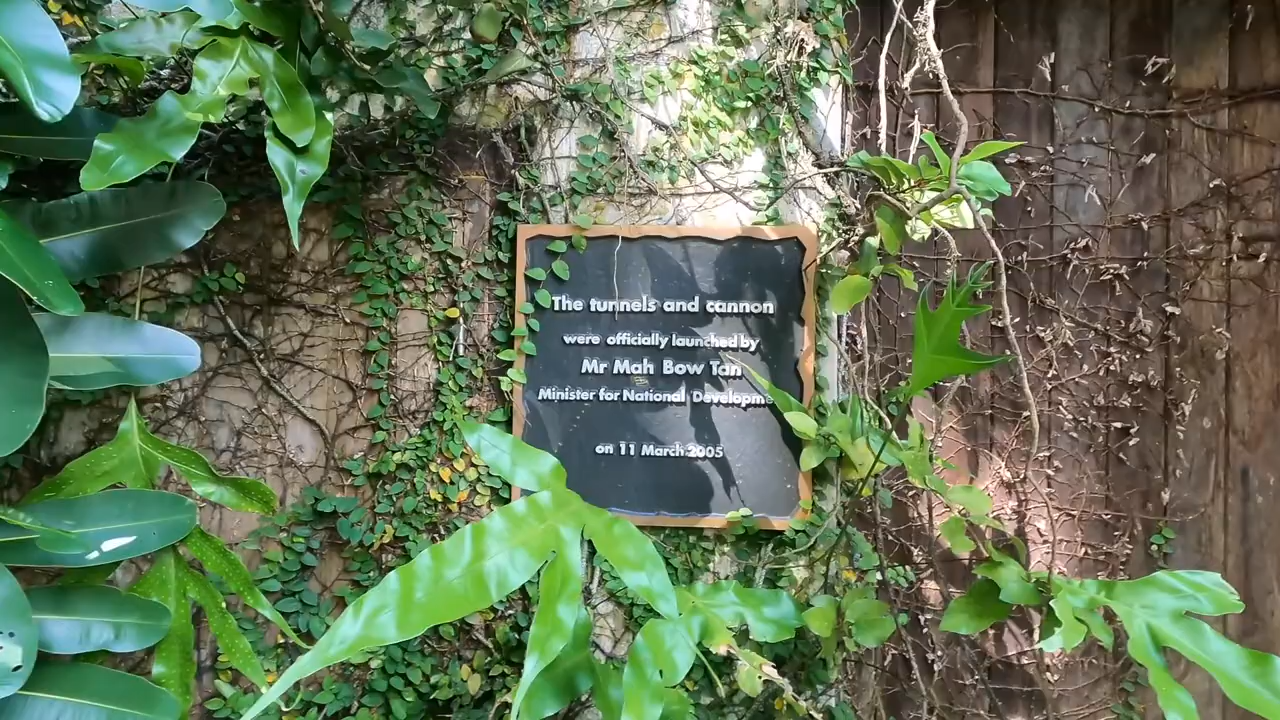 The tunnels and cannon
were officially launched by
Mr Mah Bow Tan
Minister for National Developme
on 11 March 2005